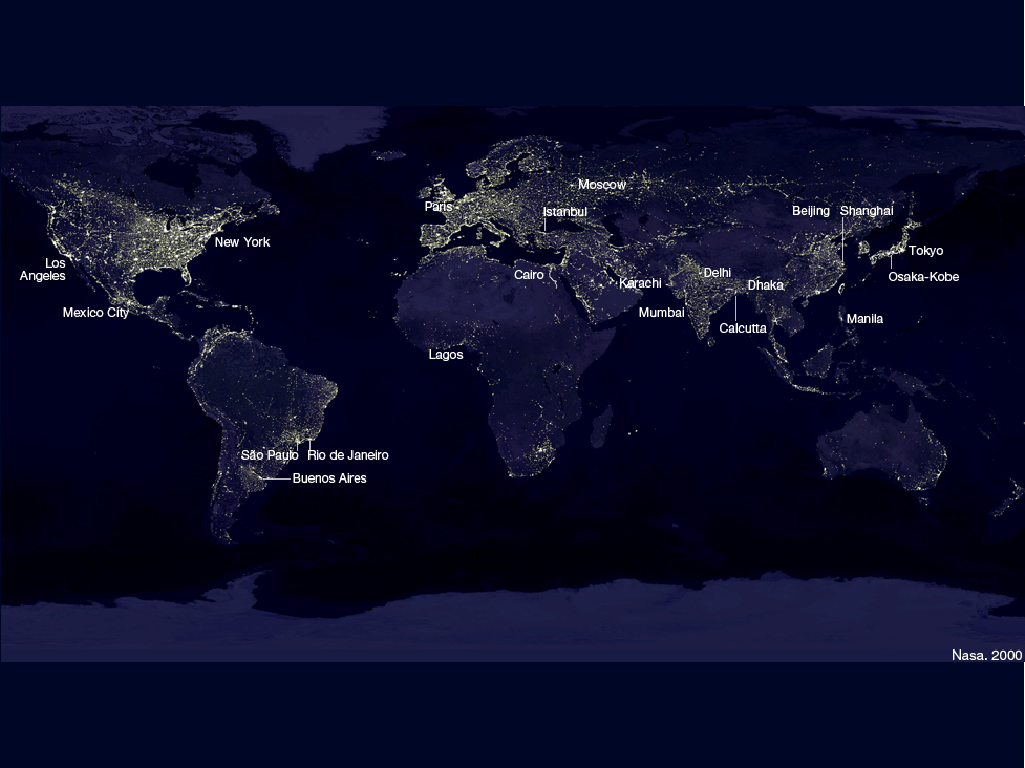 Moscow
Paris
Istanbul
Beijing
Shanghai
New York
Tokyo
Los
Angeles
Cairo
Delhi
Osaka-Kobe
Karachi
Dhaka
Mexico City
Mumbai
Manila
Calcutta
Lagos
São Paulo
Rio de Janeiro
Buenos Aires
Nasa. 2000